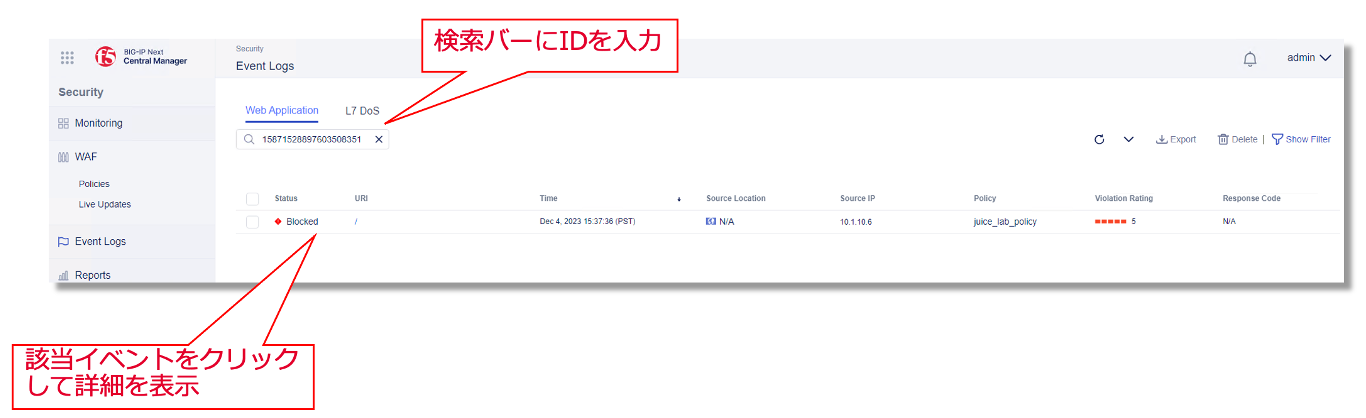 検索バーにIDを入力
BIG-IP Next
Central Manager
Security
Event Logs
admin
Security
Monitoring
WAF
Policies
Live Updates
Event Logs
Reports
Web Application
L7 DoS
15871528897603508351
Export
Delete
Show Filter
Status
URI
Time
Source Location
Source IP
Policy
Violation Rating
Response Code
Blocked
/
Dec 4, 2023 15:37:36 (PST)
N/A
10.1.10.6
juice_lab_policy
5
N/A
該当イベントをクリック
して詳細を表示